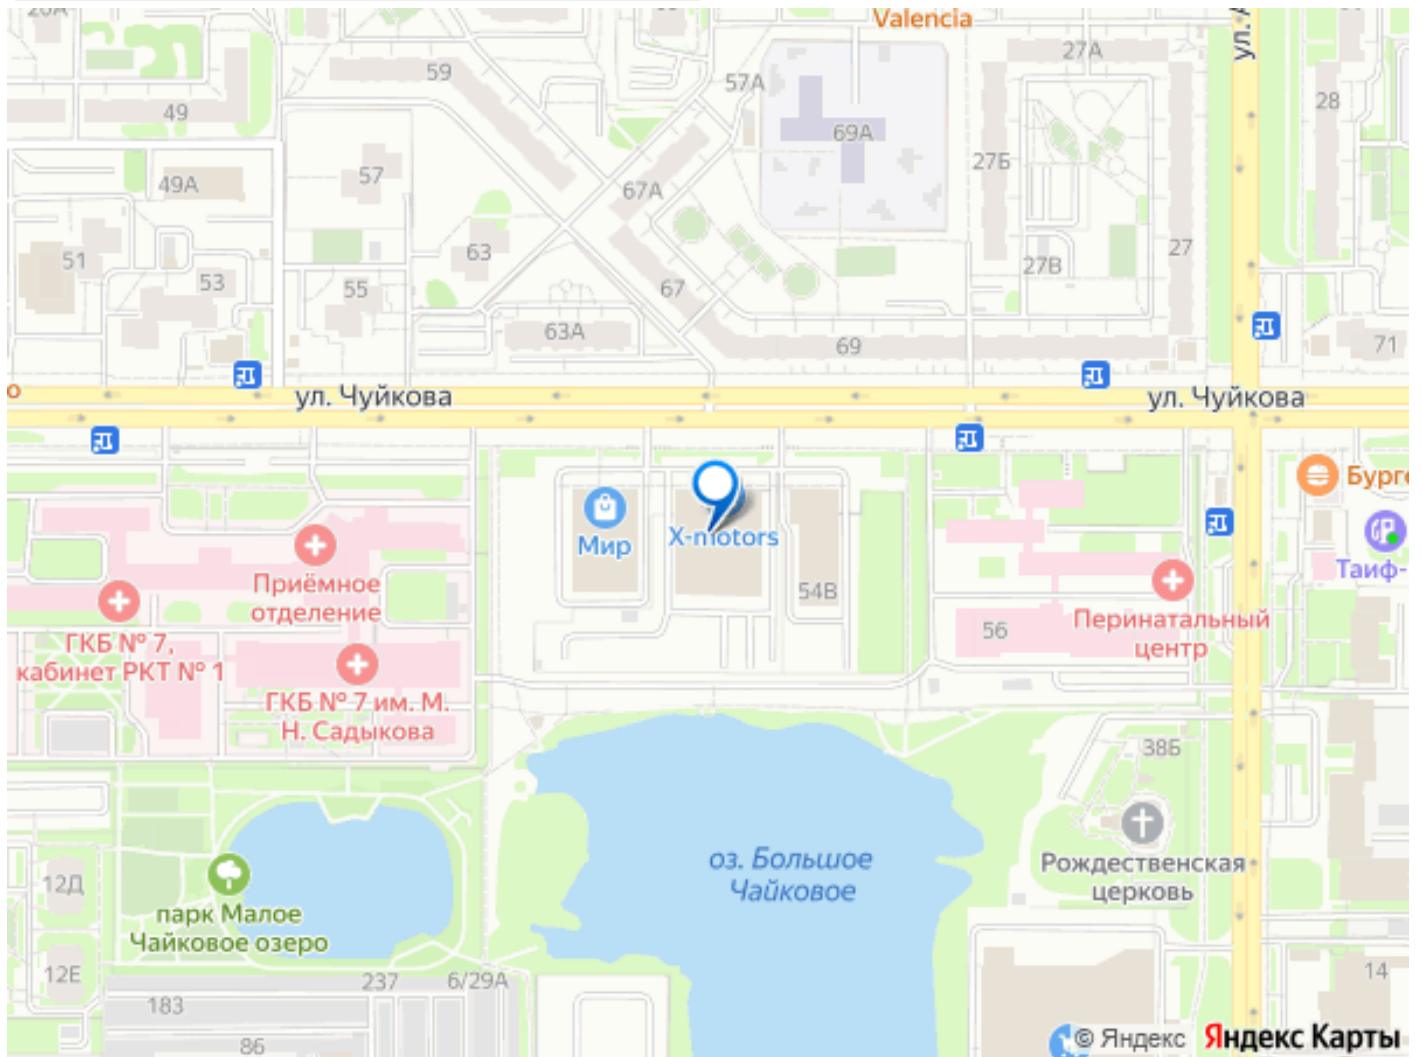 Valencia
27А
59
57А
28
49
69А
27Б
57
49А
67А
63
27
51
27В
53
55
67
63А
69
71
ул. Чуйкова
ул. Чуйкова
Бурге
Мир
X-motors
Таиф-
Приёмное
отделение
54В
ГКБ № 7,
кабинет РКТ № 1
56
Перинатальный
центр
ГКБ № 7 им. М.
Н. Садыкова
38Б
оз. Большое
Чайковое
Рождественская
церковь
12Д
парк Малое
Чайковое озеро
12Е
237
6/29А
14
183
86
© Яндекс
Яндекс Карты